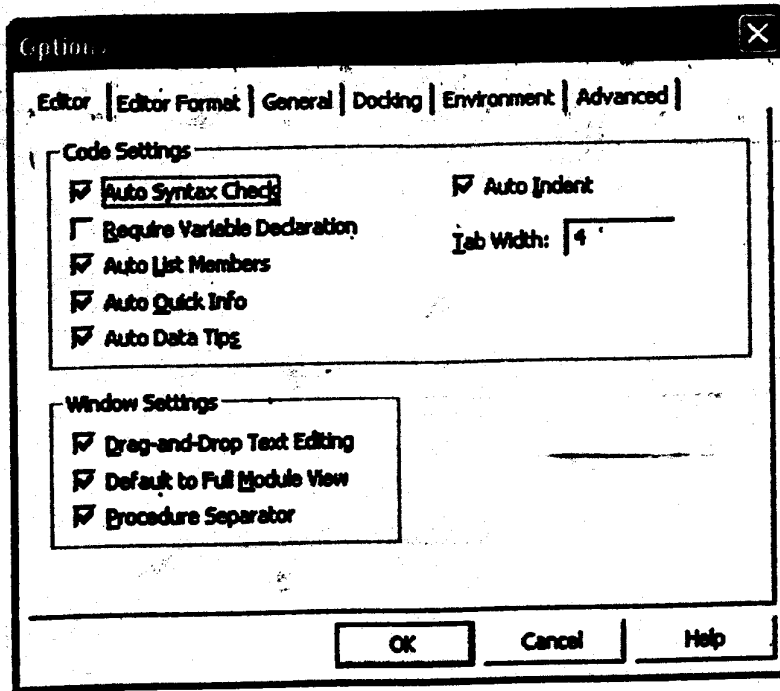 Options
Editor Editor Format General Docking Environment Advanced
Code Settings
Auto Syntax Check
Require Variable Declaration
Auto List Members
Auto Quick Info
Auto Data Tips
Auto Indent
Tab Width: 4
Window Settings
Drag-and-Drop Text Editing
Default to Full Module View
Procedure Separator
OK Cancel Help